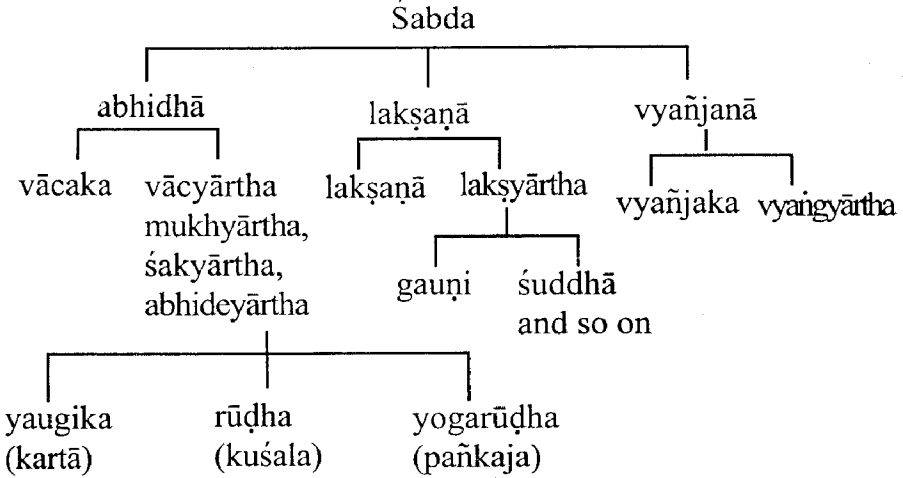 Śabda
abhidhā lakṣaṇā vyañjanā
vācaka vācyārtha lakṣaṇā lakṣyārtha vyañjaka vyaṅgyārtha
mukhyārtha,
śakyārtha,
abhideyārtha
gauṇi śuddhā
and so on
yaugika rūḍha yogarūḍha
(kartā) (kuśala) (pañkaja)